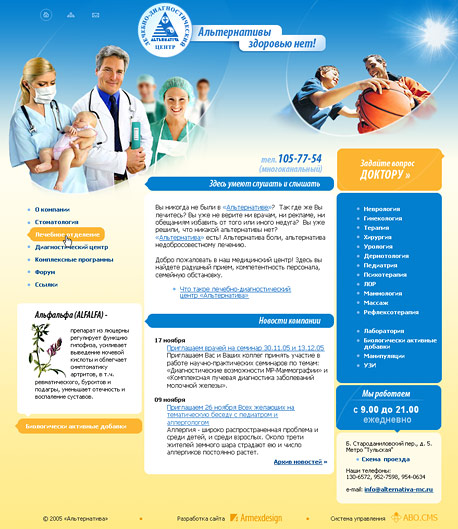 ЛЕЧЕБНО-ДИАГНОСТИЧЕСКИЙ
АЛЬТЕРНАТИВА
ЦЕНТР
Альтернативы
здоровью нет!
тел. 105-77-54
(многоканальный)
Задайте вопрос
ДОКТОРУ »
О компании
Стоматология
Лечебное отделение
Диагностический центр
Комплексные программы
Форум
Ссылки
Альфальфа (ALFALFA) -
препарат из люцерны
регулирует функцию
гипофиза, усиливает
выведение мочевой
кислоты и облегчает
симптоматику
артритов, в т.ч.
ревматического, бурситов и
подагры, уменьшает отечность и
воспаление суставов.
Биологически активные добавки
Здесь умеют слушать и слышать
Вы никогда не были в «Альтернативе»? Так где же Вы
лечитесь? Вы уже не верите ни врачам, ни рекламе, ни
обещаниям избавить от того или иного недуга? Вы уже
решили, что никакой альтернативы нет?
«Альтернатива» есть! Альтернатива боли, альтернатива
недобросовестному лечению.
Добро пожаловать в наш медицинский центр! Здесь вы
найдете радушный прием, компетентность персонала,
семейную обстановку.
Что такое лечебно-диагностический
центр «Альтернатива»
Новости компании
17 ноября
Приглашаем врачей на семинар 30.11.05 и 13.12.05
Приглашаем Вас и Ваших коллег принять участие в
работе научно-практических семинаров по темам:
«Диагностические возможности МР-Маммографии» и
«Комплексная лучевая диагностика заболеваний
молочной железы».
09 ноября
Приглашаем 26 ноября Всех желающих на
тематическую беседу с педиатром и
аллергологом
Аллергия - широко распространенная проблема и
среди детей, и среди взрослых. Около трети
жителей земного шара страдают ею или число
аллергиков постоянно растет.
Архив новостей »
Неврология
Гинекология
Терапия
Хирургия
Урология
Дерматология
Педиатрия
Психотерапия
ЛОР
Маммология
Массаж
Рефлексотерапия
Лаборатория
Биологически активные
добавки
Манипуляции
УЗИ
Мы работаем
с 9.00 до 21.00
ежедневно
Б. Староданиловский пер., д. 5.
Метро "Тульская"
Схема проезда
Наши телефоны:
130-6572, 952-7598, 954-0634
e-mail: info@alternativa-mc.ru
© 2005 «Альтернатива»
Разработка сайта Armexdesign
Система управления ABO.CMS